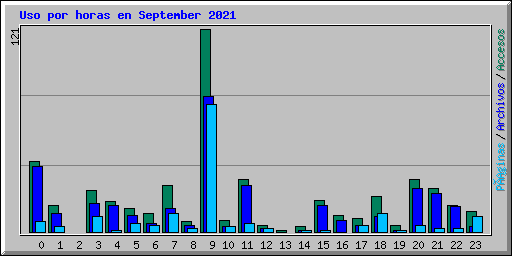 Uso por horas en September 2021
121
Páginas / Archivos / Accesos
0 1 2 3 4 5 6 7 8 9 10 11 12 13 14 15 16 17 18 19 20 21 22 23